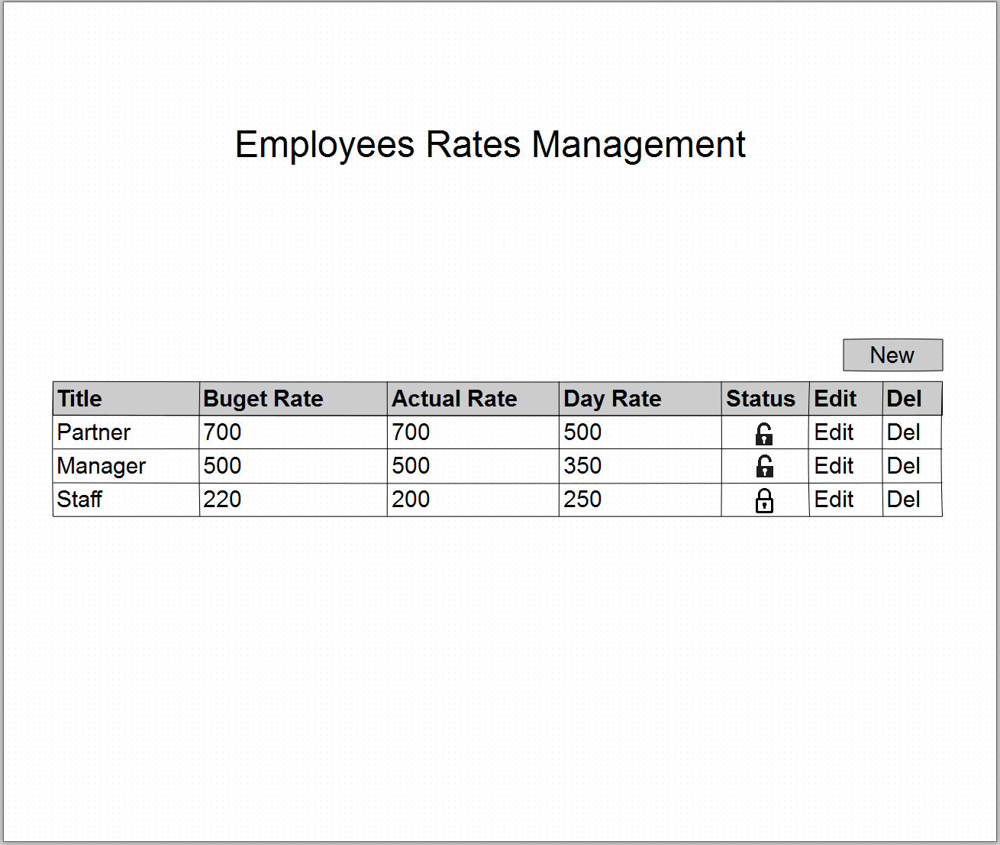 Employees Rates Management
New
Title Buget Rate Actual Rate Day Rate Status Edit Del
Partner 700 700 500 Edit Del
Manager 500 500 350 Edit Del
Staff 220 200 250 Edit Del